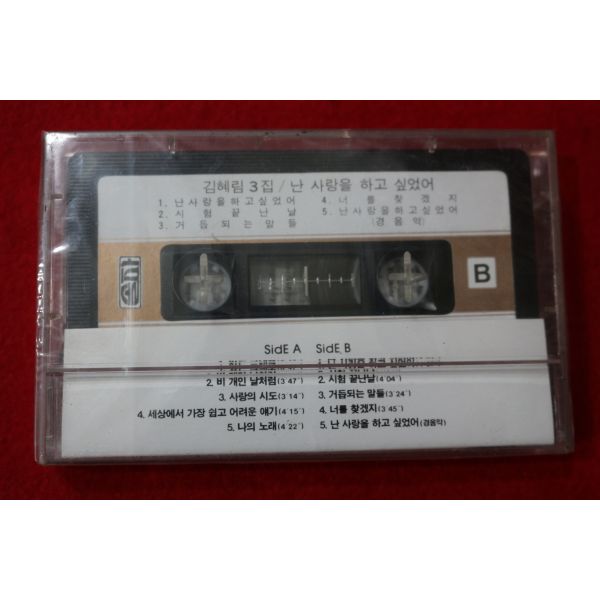 김혜림 3집 / 난 사랑을 하고 싶었어
1. 난사랑을하고싶었어 4. 너를 찾겠지
2. 시험끝난날 5. 난사랑을하고싶었어
3. 거듭되는말들 (경음악)
B
SidE A SidE B
2. 비 개인 날처럼(3´47˝) 2. 시험 끝난날(4´04˝)
3. 사랑의 시도(3´14˝) 3. 거듭되는 말들(3´24˝)
4. 세상에서 가장 쉽고 어려운 얘기(4´15˝) 4. 너를 찾겠지(3´45˝)
5. 나의 노래(4´22˝) 5. 난 사랑을 하고 싶었어(경음악)